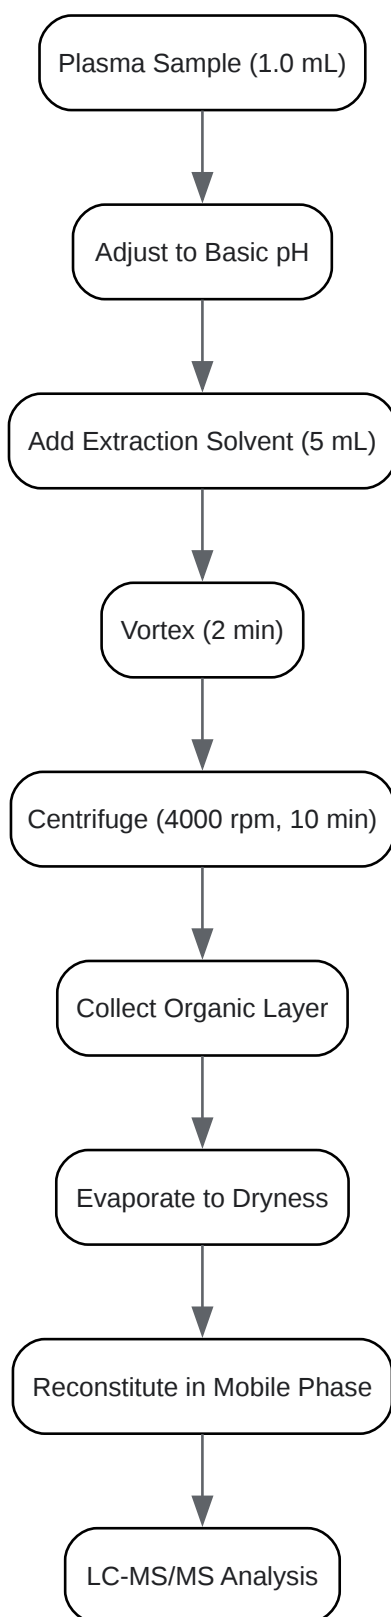 Plasma Sample (1.0 mL)
Adjust to Basic pH
Add Extraction Solvent (5 mL)
Vortex (2 min)
Centrifuge (4000 rpm, 10 min)
Collect Organic Layer
Evaporate to Dryness
Reconstitute in Mobile Phase
LC-MS/MS Analysis